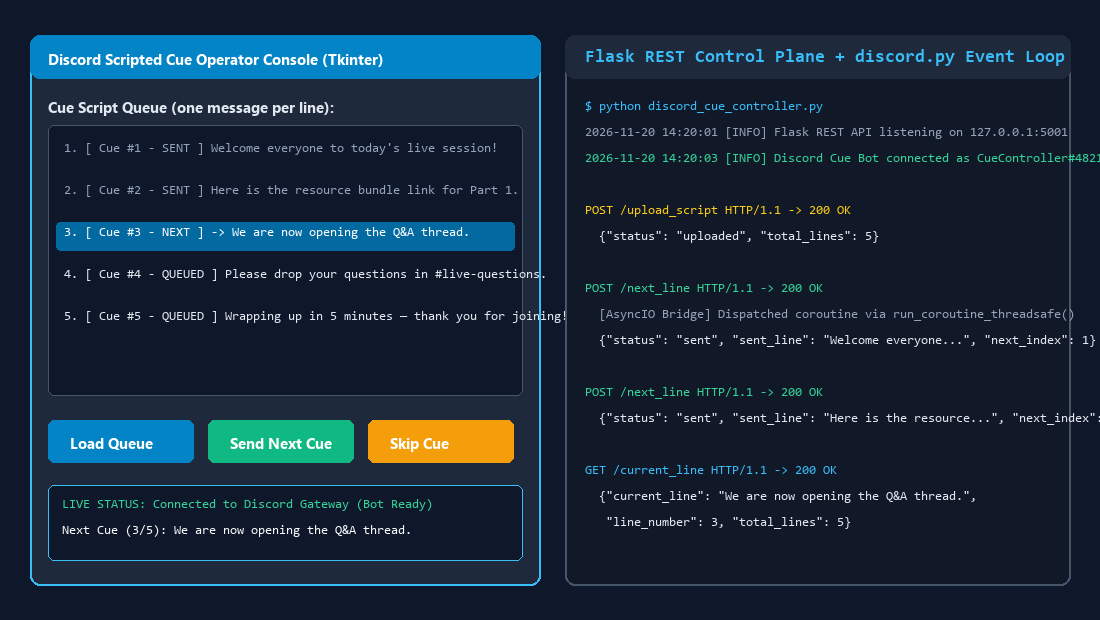 Discord Scripted Cue Operator Console (Tkinter)
Cue Script Queue (one message per line):
1. [ Cue #1 - SENT ] Welcome everyone to today's live session!
2. [ Cue #2 - SENT ] Here is the resource bundle link for Part 1.
3. [ Cue #3 - NEXT ] -> We are now opening the Q&A thread.
4. [ Cue #4 - QUEUED ] Please drop your questions in #live-questions.
5. [ Cue #5 - QUEUED ] Wrapping up in 5 minutes — thank you for joining!
Load Queue
Send Next Cue
Skip Cue
LIVE STATUS: Connected to Discord Gateway (Bot Ready)
Next Cue (3/5): We are now opening the Q&A thread.
Flask REST Control Plane + discord.py Event Loop
$ python discord_cue_controller.py
2026-11-20 14:20:01 [INFO] Flask REST API listening on 127.0.0.1:5001
2026-11-20 14:20:03 [INFO] Discord Cue Bot connected as CueController#4821
POST /upload_script HTTP/1.1 -> 200 OK
{"status": "uploaded", "total_lines": 5}
POST /next_line HTTP/1.1 -> 200 OK
[AsyncIO Bridge] Dispatched coroutine via run_coroutine_threadsafe()
{"status": "sent", "sent_line": "Welcome everyone...", "next_index": 1}
POST /next_line HTTP/1.1 -> 200 OK
{"status": "sent", "sent_line": "Here is the resource...", "next_index":
GET /current_line HTTP/1.1 -> 200 OK
{"current_line": "We are now opening the Q&A thread.",
"line_number": 3, "total_lines": 5}